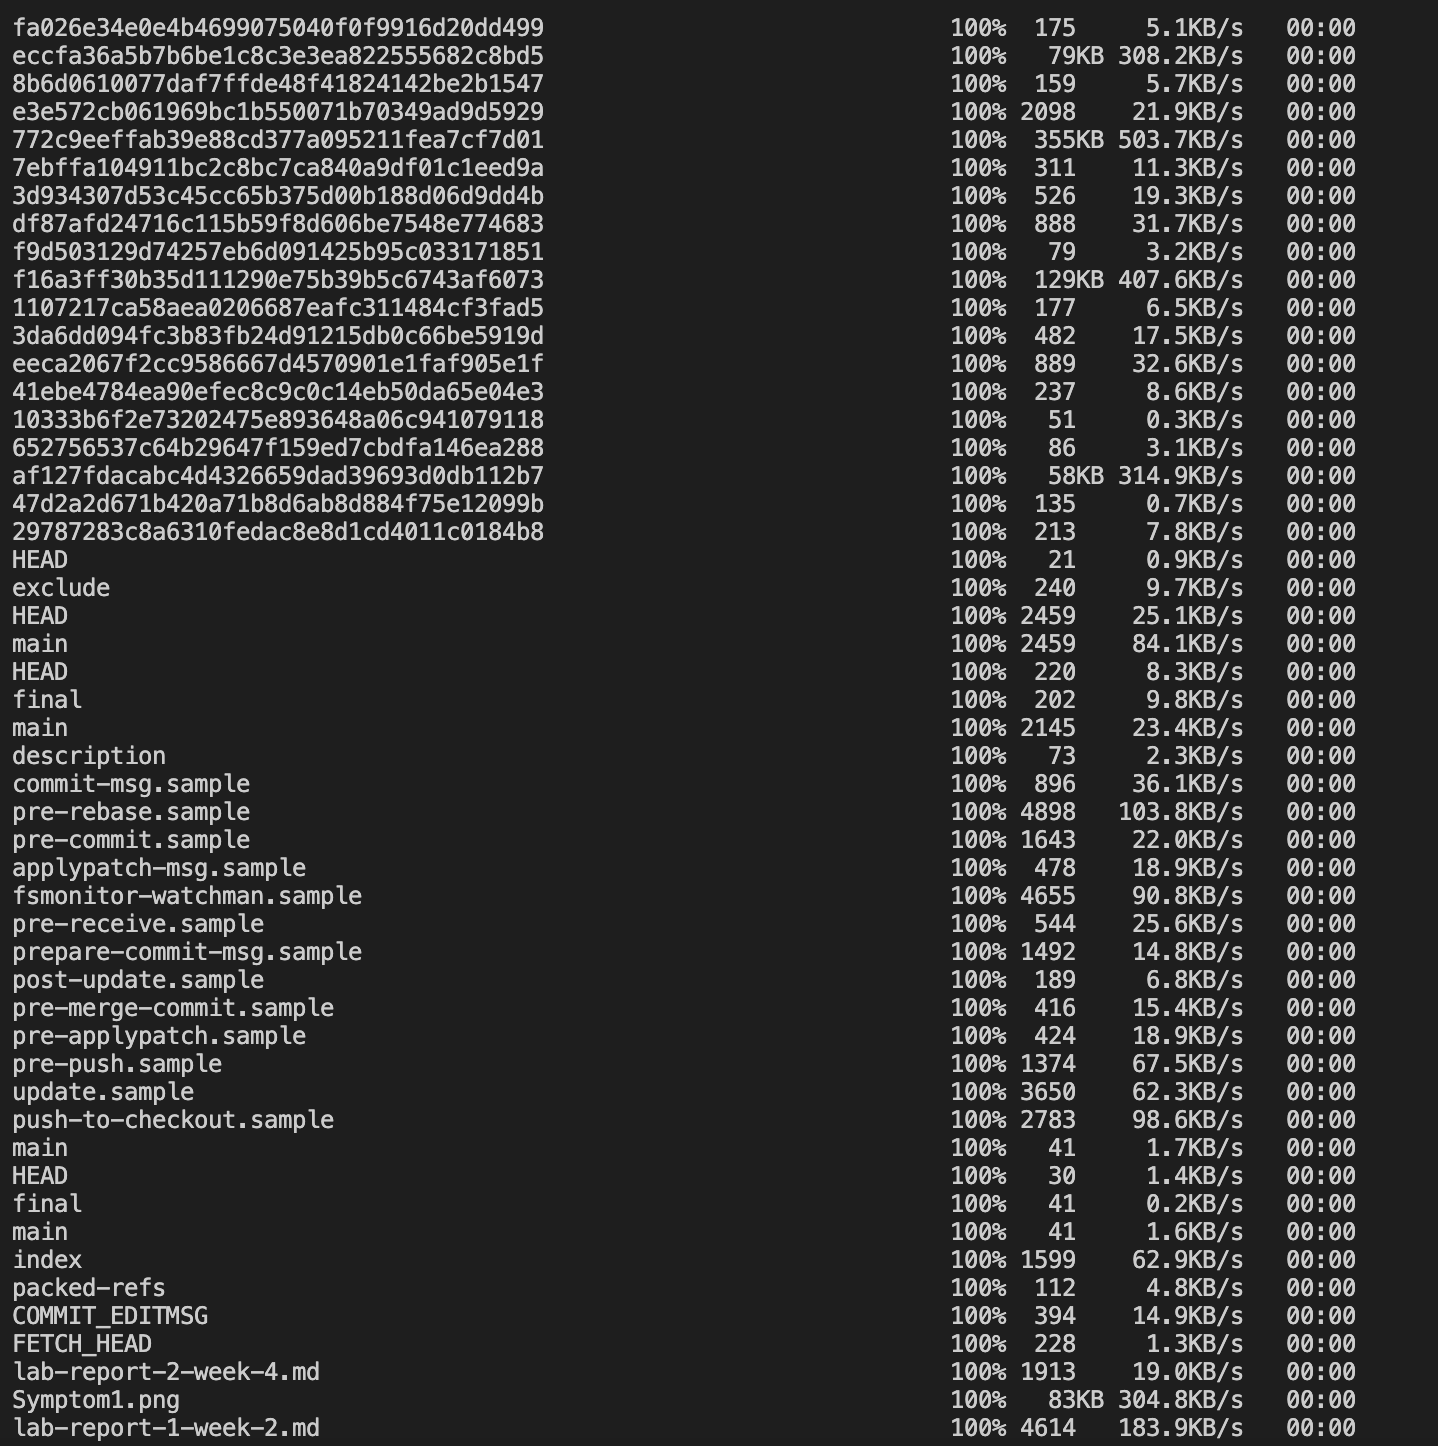 fa026e34e0e4b4699075040f0f9916d20dd499 100% 175 5.1KB/s 00:00
eccfa36a5b7b6be1c8c3e3ea822555682c8bd5 100% 79KB 308.2KB/s 00:00
8b6d0610077daf7ffde48f41824142be2b1547 100% 159 5.7KB/s 00:00
e3e572cb061969bc1b550071b70349ad9d5929 100% 2098 21.9KB/s 00:00
772c9eeffab39e88cd377a095211fea7cf7d01 100% 355KB 503.7KB/s 00:00
7ebffa104911bc2c8bc7ca840a9df01c1eed9a 100% 311 11.3KB/s 00:00
3d934307d53c45cc65b375d00b188d06d9dd4b 100% 526 19.3KB/s 00:00
df87afd24716c115b59f8d606be7548e774683 100% 888 31.7KB/s 00:00
f9d503129d74257eb6d091425b95c033171851 100% 79 3.2KB/s 00:00
f16a3ff30b35d111290e75b39b5c6743af6073 100% 129KB 407.6KB/s 00:00
1107217ca58aea0206687eafc311484cf3fad5 100% 177 6.5KB/s 00:00
3da6dd094fc3b83fb24d91215db0c66be5919d 100% 482 17.5KB/s 00:00
eeca2067f2cc9586667d4570901e1faf905e1f 100% 889 32.6KB/s 00:00
41ebe4784ea90efec8c9c0c14eb50da65e04e3 100% 237 8.6KB/s 00:00
10333b6f2e73202475e893648a06c941079118 100% 51 0.3KB/s 00:00
652756537c64b29647f159ed7cbdfa146ea288 100% 86 3.1KB/s 00:00
af127fdacabc4d4326659dad39693d0db112b7 100% 58KB 314.9KB/s 00:00
47d2a2d671b420a71b8d6ab8d884f75e12099b 100% 135 0.7KB/s 00:00
29787283c8a6310fedac8e8d1cd4011c0184b8 100% 213 7.8KB/s 00:00
HEAD 100% 21 0.9KB/s 00:00
exclude 100% 240 9.7KB/s 00:00
HEAD 100% 2459 25.1KB/s 00:00
main 100% 2459 84.1KB/s 00:00
HEAD 100% 220 8.3KB/s 00:00
final 100% 202 9.8KB/s 00:00
main 100% 2145 23.4KB/s 00:00
description 100% 73 2.3KB/s 00:00
commit-msg.sample 100% 896 36.1KB/s 00:00
pre-rebase.sample 100% 4898 103.8KB/s 00:00
pre-commit.sample 100% 1643 22.0KB/s 00:00
applypatch-msg.sample 100% 478 18.9KB/s 00:00
fsmonitor-watchman.sample 100% 4655 90.8KB/s 00:00
pre-receive.sample 100% 544 25.6KB/s 00:00
prepare-commit-msg.sample 100% 1492 14.8KB/s 00:00
post-update.sample 100% 189 6.8KB/s 00:00
pre-merge-commit.sample 100% 416 15.4KB/s 00:00
pre-applypatch.sample 100% 424 18.9KB/s 00:00
pre-push.sample 100% 1374 67.5KB/s 00:00
update.sample 100% 3650 62.3KB/s 00:00
push-to-checkout.sample 100% 2783 98.6KB/s 00:00
main 100% 41 1.7KB/s 00:00
HEAD 100% 30 1.4KB/s 00:00
final 100% 41 0.2KB/s 00:00
main 100% 41 1.6KB/s 00:00
index 100% 1599 62.9KB/s 00:00
packed-refs 100% 112 4.8KB/s 00:00
COMMIT_EDITMSG 100% 394 14.9KB/s 00:00
FETCH_HEAD 100% 228 1.3KB/s 00:00
lab-report-2-week-4.md 100% 1913 19.0KB/s 00:00
Symptom1.png 100% 83KB 304.8KB/s 00:00
lab-report-1-week-2.md 100% 4614 183.9KB/s 00:00